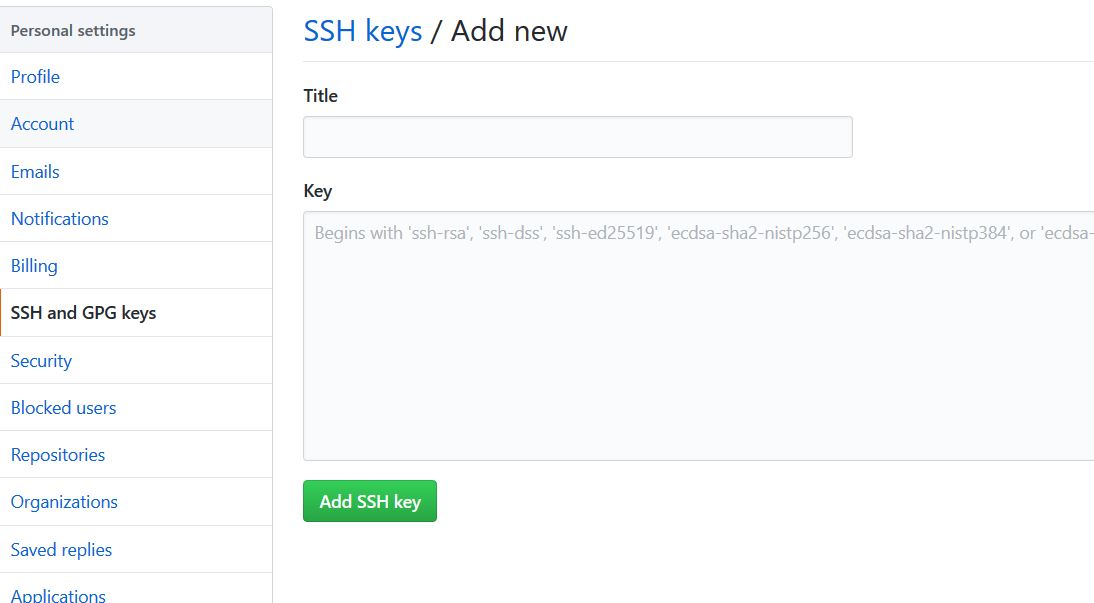 Personal settings
Profile
Account
Emails
Notifications
Billing
SSH and GPG keys
Security
Blocked users
Repositories
Organizations
Saved replies
Applications
SSH keys / Add new
Title
Key
Begins with 'ssh-rsa', 'ssh-dss', 'ssh-ed25519', 'ecdsa-sha2-nistp256', 'ecdsa-sha2-nistp384', or 'ecdsa-
Add SSH key